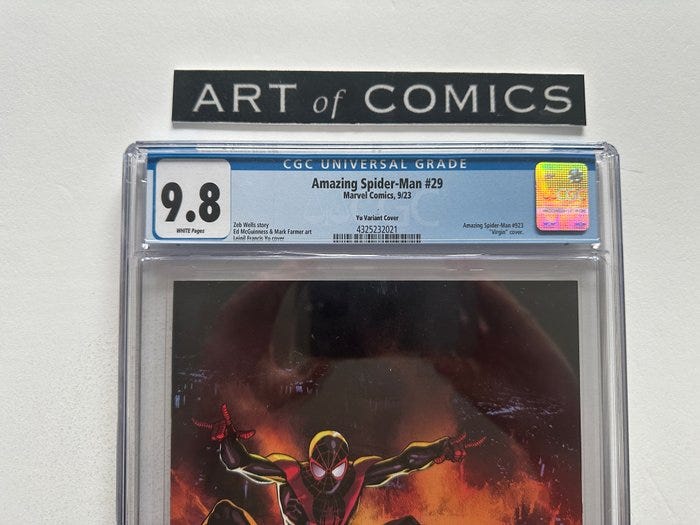 ART of COMICS
CGC UNIVERSAL GRADE
9.8
WHITE Pages
Amazing Spider-Man #29
Marvel Comics, 9/23
Yu Variant Cover
4325232021
Zeb Wells story
Ed McGuinness & Mark Farmer art
Leinil Francis Yu cover
Amazing Spider-Man #923
"Virgin" cover.